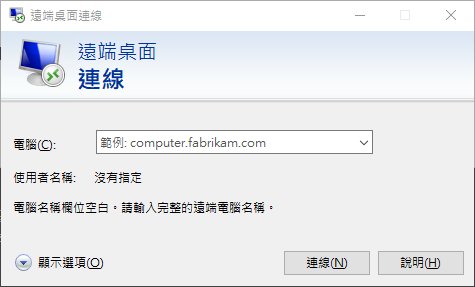 遠端桌面連線
遠端桌面
連線
電腦(C):
範例: computer.fabrikam.com
使用者名稱:
沒有指定
電腦名稱欄位空白。請輸入完整的遠端電腦名稱。
顯示選項(O)
連線(N)
說明(H)